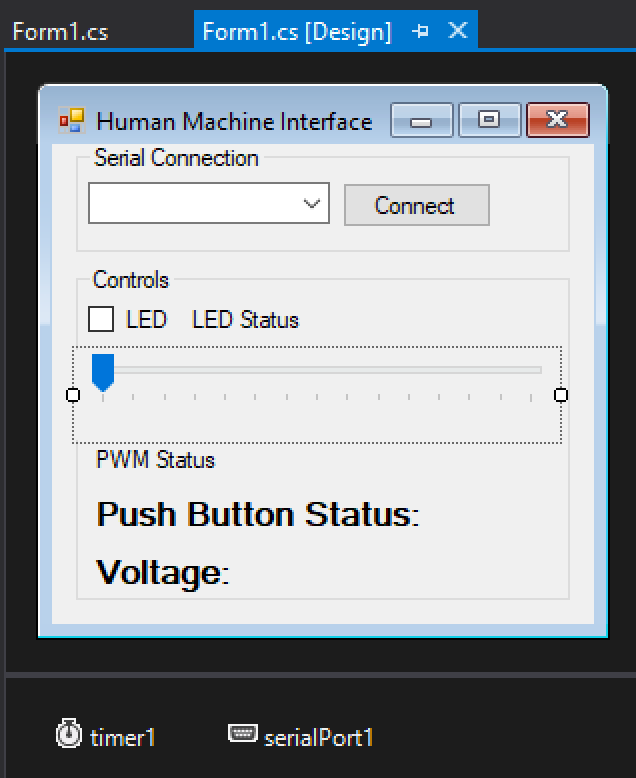 Form1.cs
Form1.cs [Design]
Human Machine Interface
Serial Connection
Connect
Controls
LED
LED Status
PWM Status
Push Button Status:
Voltage:
timer1
serialPort1